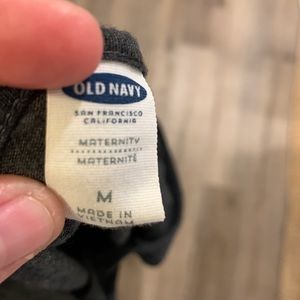 OLD NAVY
SAN FRANCISCO
CALIFORNIA
MATERNITY
MATERNITÉ
M
MADE IN
VIETNAM